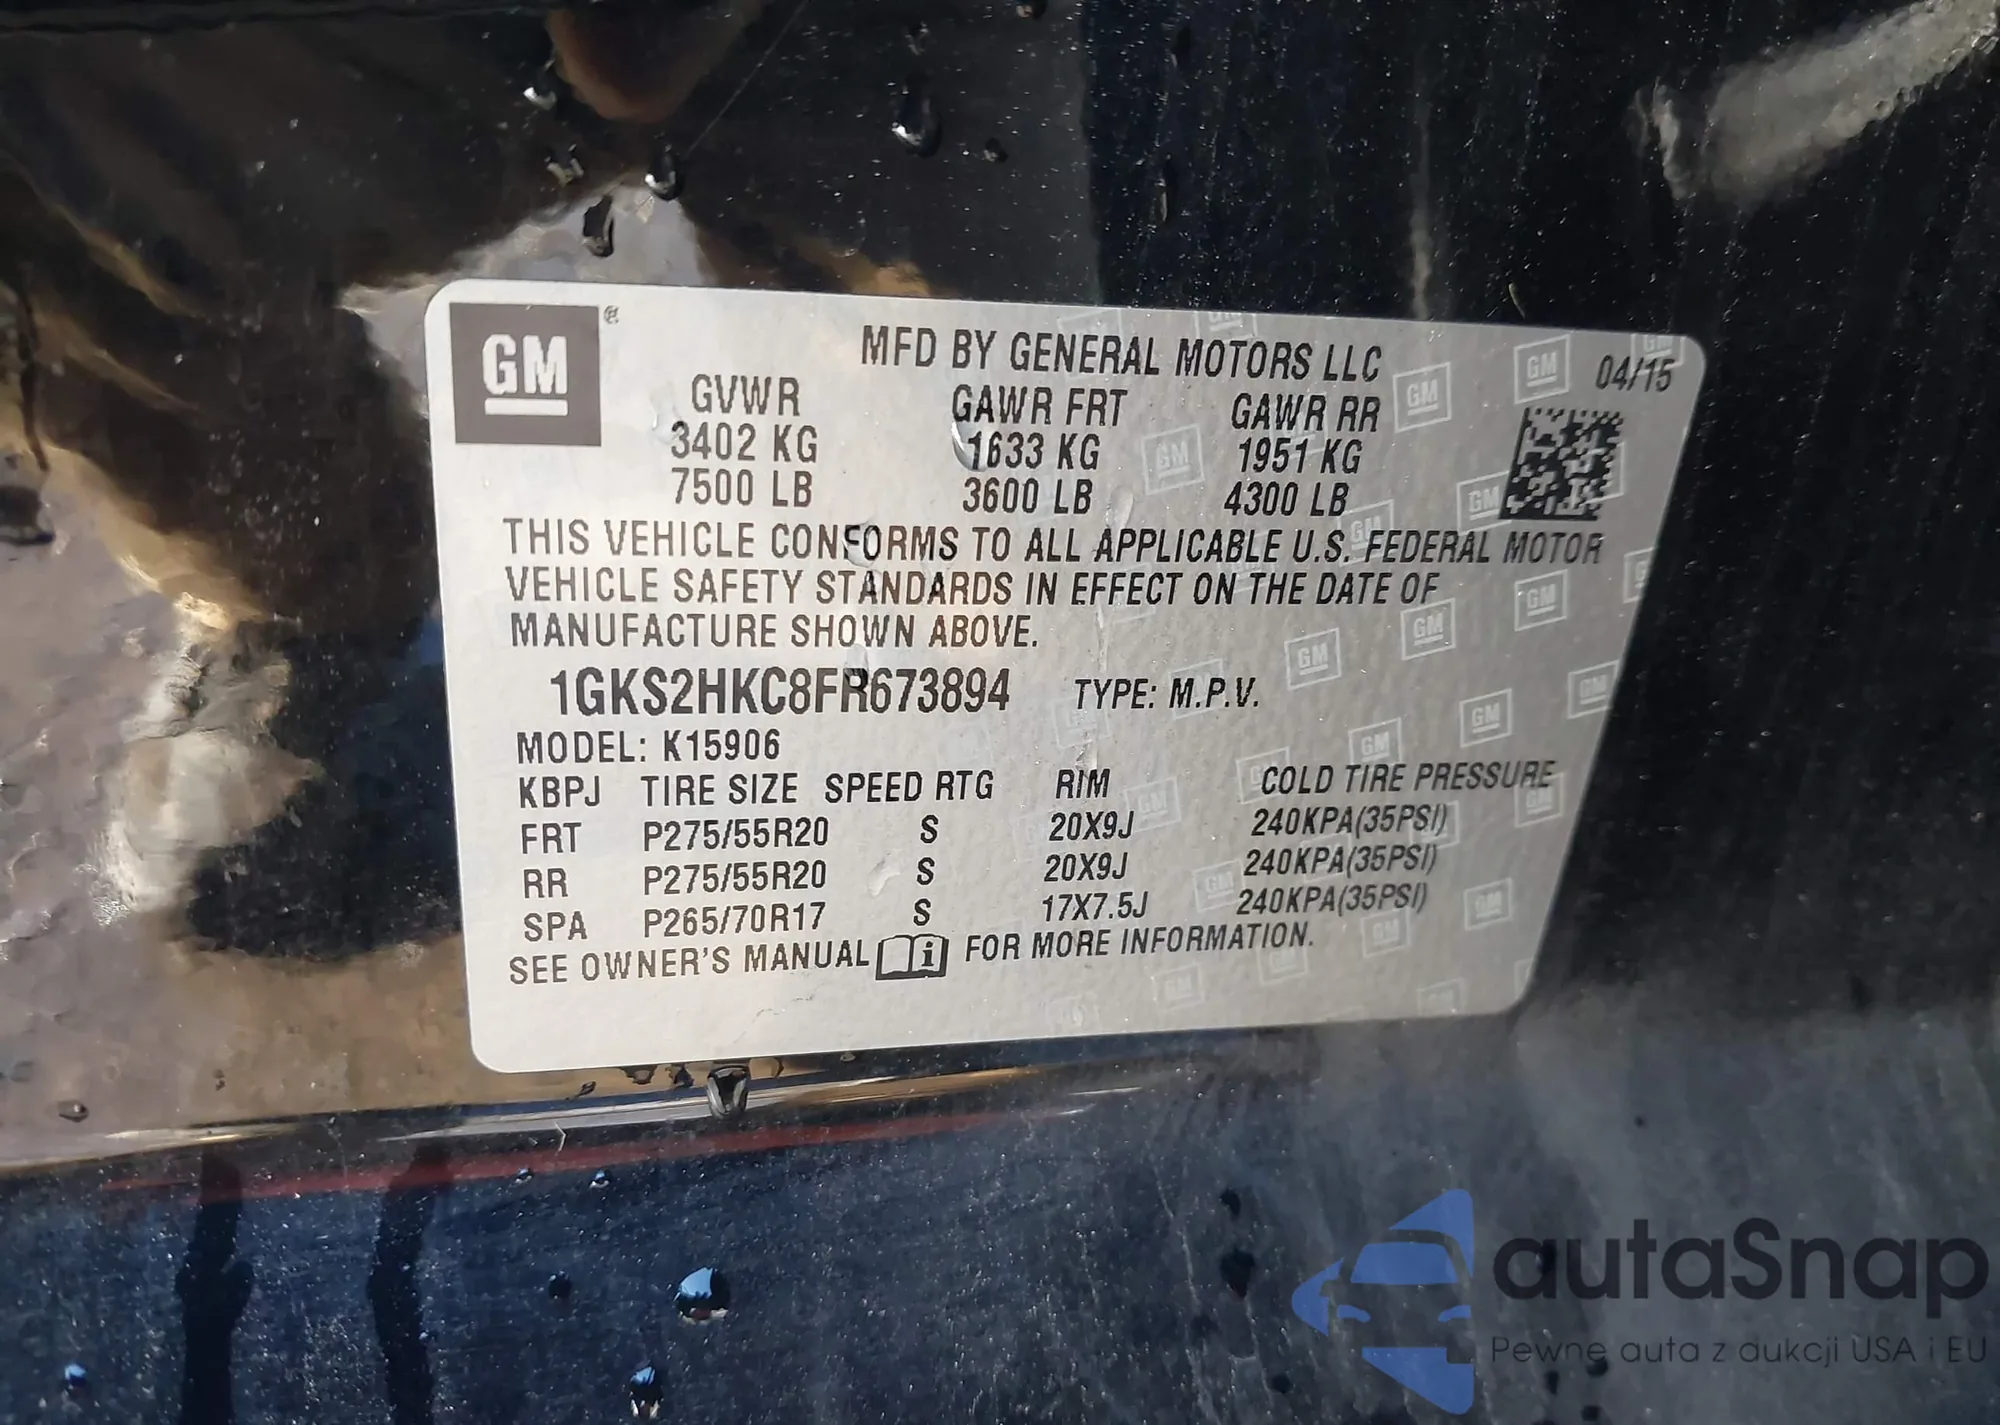 GM®
MFD BY GENERAL MOTORS LLC
04/15
GVWR GAWR FRT GAWR RR
3402 KG 1633 KG 1951 KG
7500 LB 3600 LB 4300 LB
THIS VEHICLE CONFORMS TO ALL APPLICABLE U.S. FEDERAL MOTOR
VEHICLE SAFETY STANDARDS IN EFFECT ON THE DATE OF
MANUFACTURE SHOWN ABOVE.
1GKS2HKC8FR673894 TYPE: M.P.V.
MODEL: K15906
KBPJ TIRE SIZE SPEED RTG RIM COLD TIRE PRESSURE
FRT P275/55R20 S 20X9J 240KPA(35PSI)
RR P275/55R20 S 20X9J 240KPA(35PSI)
SPA P265/70R17 S 17X7.5J 240KPA(35PSI)
SEE OWNER'S MANUAL i FOR MORE INFORMATION.
autaSnap
Pewne auta z aukcji USA i EU